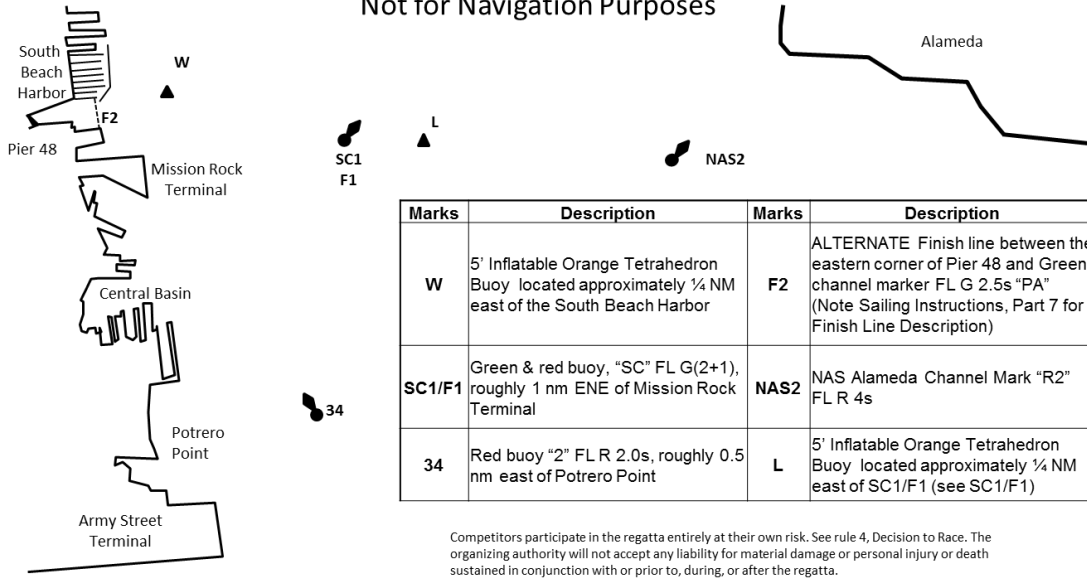 Not for Navigation Purposes
South
Beach
Harbor
W
Alameda
F2
L
Pier 48
SC1
F1
NAS2
Mission Rock
Terminal
Central Basin
34
Potrero
Point
Army Street
Terminal
Marks Description Marks Description
W
5’ Inflatable Orange Tetrahedron
Buoy located approximately ¼ NM
east of the South Beach Harbor
F2
ALTERNATE Finish line between the
eastern corner of Pier 48 and Green
channel marker FL G 2.5s “PA”
(Note Sailing Instructions, Part 7 for
Finish Line Description)
SC1/F1
Green & red buoy, “SC” FL G(2+1),
roughly 1 nm ENE of Mission Rock
Terminal
NAS2
NAS Alameda Channel Mark “R2”
FL R 4s
34
Red buoy “2” FL R 2.0s, roughly 0.5
nm east of Potrero Point
L
5’ Inflatable Orange Tetrahedron
Buoy located approximately ¼ NM
east of SC1/F1 (see SC1/F1)
Competitors participate in the regatta entirely at their own risk. See rule 4, Decision to Race. The
organizing authority will not accept any liability for material damage or personal injury or death
sustained in conjunction with or prior to, during, or after the regatta.